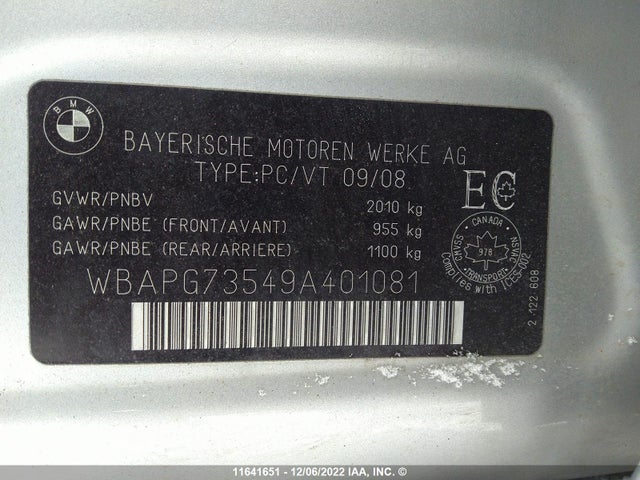 BMW
BAYERISCHE MOTOREN WERKE AG
TYPE:PC/VT 09/08
GVWR/PNBV 2010 kg
GAWR/PNBE (FRONT/AVANT) 955 kg
GAWR/PNBE (REAR/ARRIERE) 1100 kg
EC
CANADA
CMVSS NSVAC
978
TRANSPORT
Complies with ICES-002
WBAPG73549A401081
2 122 608
11641651 - 12/06/2022 IAA, INC. ©